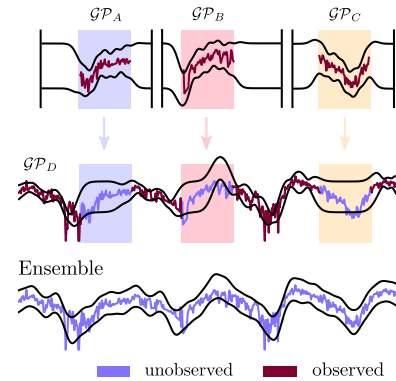 𝒢𝒫_A 𝒢𝒫_B 𝒢𝒫_C
𝒢𝒫_D
Ensemble
unobserved observed